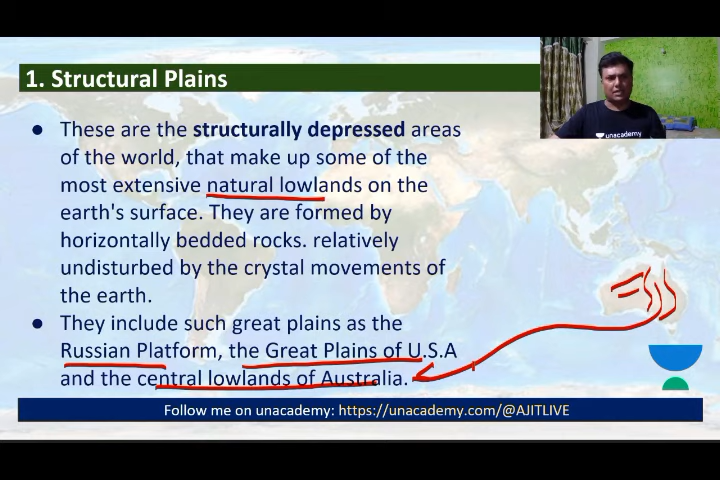 1. Structural Plains
unacademy
● These are the structurally depressed areas
of the world, that make up some of the
most extensive natural lowlands on the
earth's surface. They are formed by
horizontally bedded rocks. relatively
undisturbed by the crystal movements of
the earth.
● They include such great plains as the
Russian Platform, the Great Plains of U.S.A
and the central lowlands of Australia.
Follow me on unacademy: https://unacademy.com/@AJITLIVE